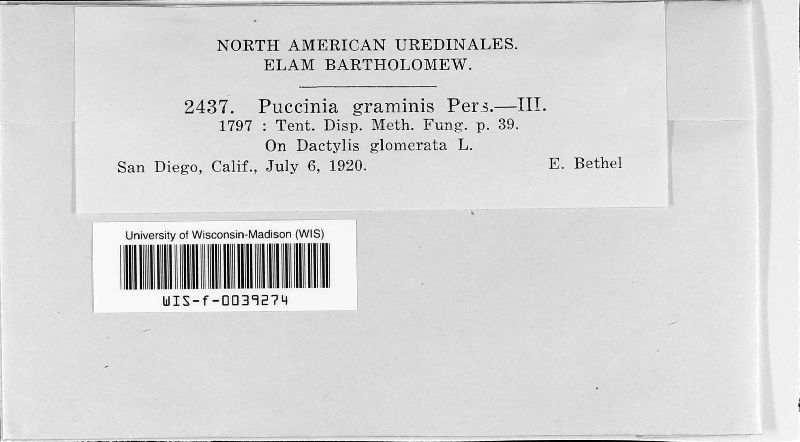 NORTH AMERICAN UREDINALES.
ELAM BARTHOLOMEW.
2437. Puccinia graminis Pers.—III.
1797 : Tent. Disp. Meth. Fung. p. 39.
On Dactylis glomerata L.
San Diego, Calif., July 6, 1920. E. Bethel
University of Wisconsin-Madison (WIS)
WIS-f-0039274